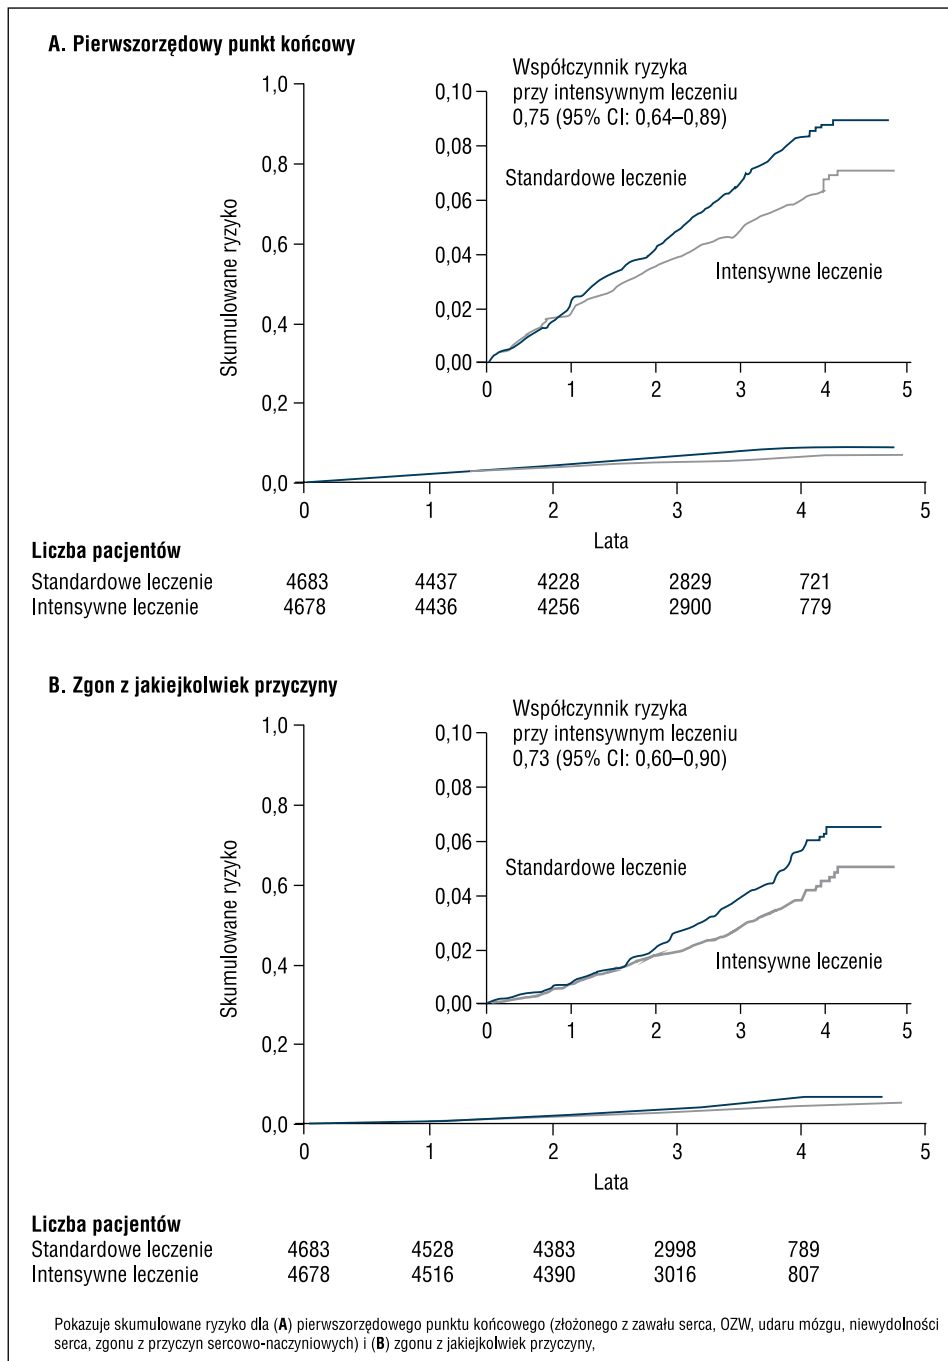 A. Pierwszorzędowy punkt końcowy
Skumulowane ryzyko
1,0
0,8
0,6
0,4
0,2
0,0
0 1 2 3 4 5
Lata
Współczynnik ryzyka
przy intensywnym leczeniu
0,75 (95% CI: 0,64–0,89)
0,10
0,08
0,06
0,04
0,02
0,00
0 1 2 3 4 5
Standardowe leczenie
Intensywne leczenie
Liczba pacjentów
Standardowe leczenie 4683 4437 4228 2829 721
Intensywne leczenie 4678 4436 4256 2900 779
B. Zgon z jakiejkolwiek przyczyny
Skumulowane ryzyko
1,0
0,8
0,6
0,4
0,2
0,0
0 1 2 3 4 5
Lata
Współczynnik ryzyka
przy intensywnym leczeniu
0,73 (95% CI: 0,60–0,90)
0,10
0,08
0,06
0,04
0,02
0,00
0 1 2 3 4 5
Standardowe leczenie
Intensywne leczenie
Liczba pacjentów
Standardowe leczenie 4683 4528 4383 2998 789
Intensywne leczenie 4678 4516 4390 3016 807
Pokazuje skumulowane ryzyko dla (A) pierwszorzędowego punktu końcowego (złożonego z zawału serca, OZW, udaru mózgu, niewydolności
serca, zgonu z przyczyn sercowo-naczyniowych) i (B) zgonu z jakiejkolwiek przyczyny,